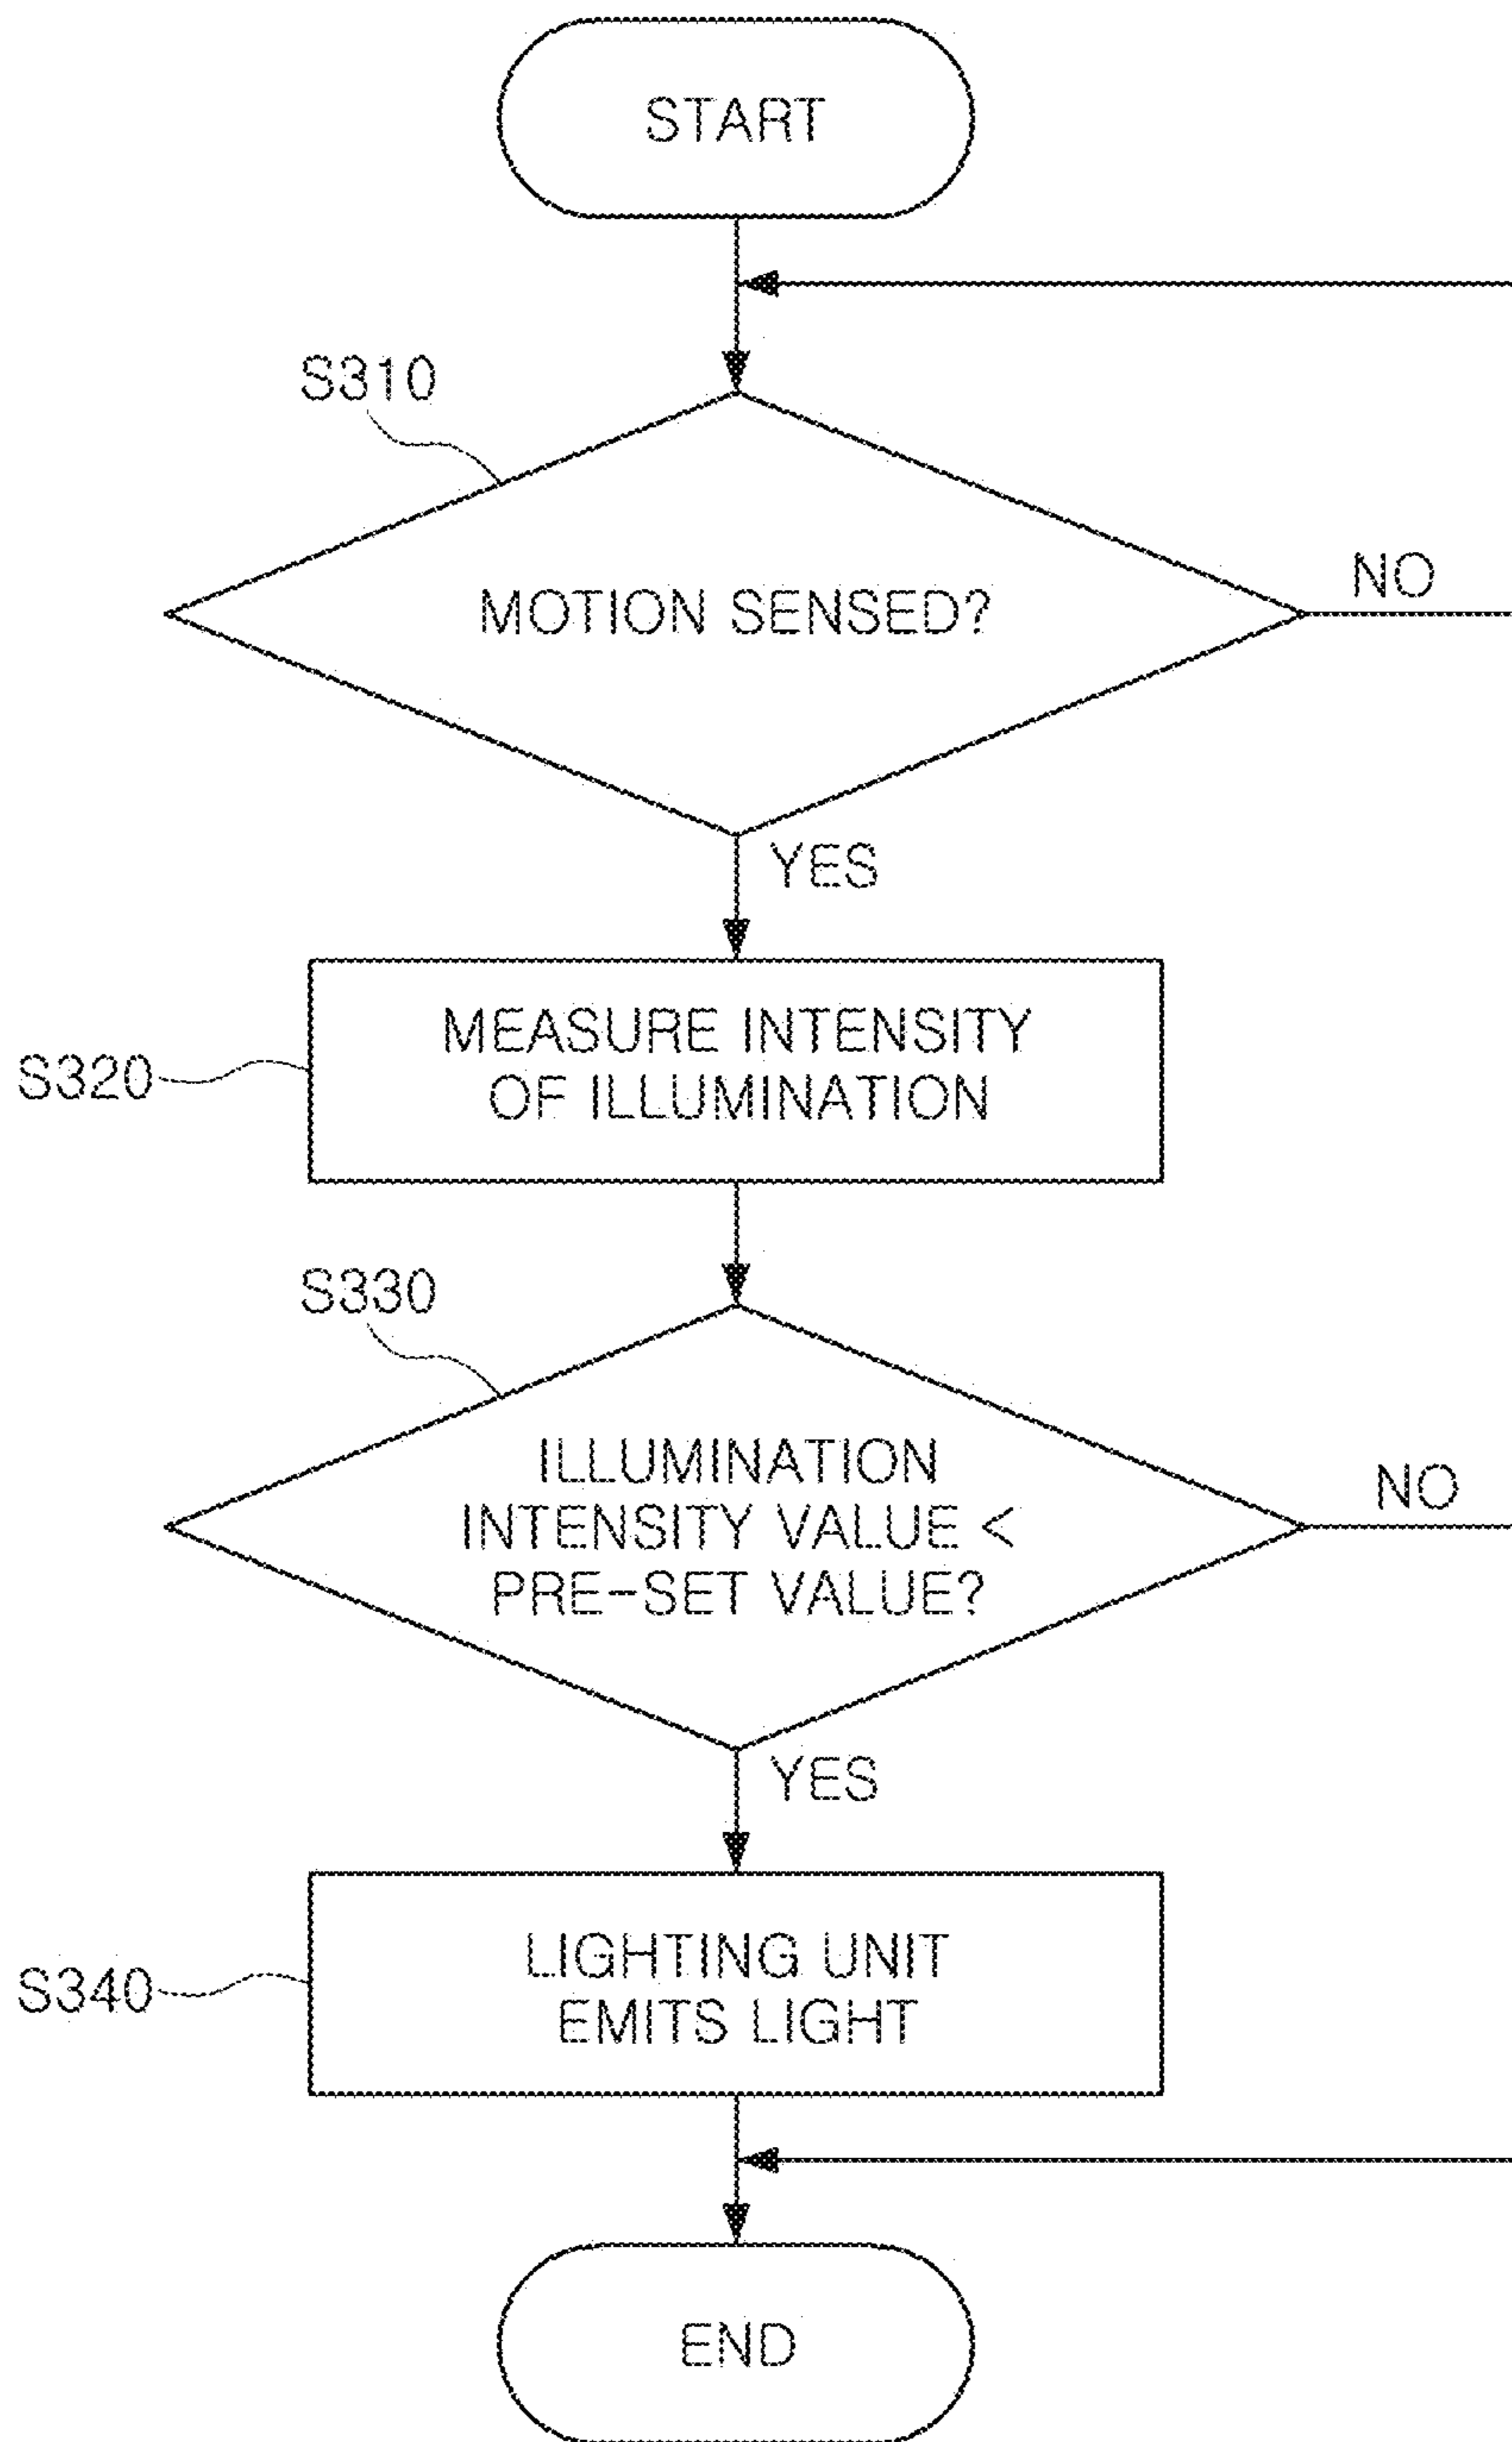 START
S310
MOTION SENSED?
NO
YES
MEASURE INTENSITY
OF ILLUMINATION
S320
S330
ILLUMINATION
INTENSITY VALUE <
PRE-SET VALUE?
NO
YES
LIGHTING UNIT
EMITS LIGHT
S340
END